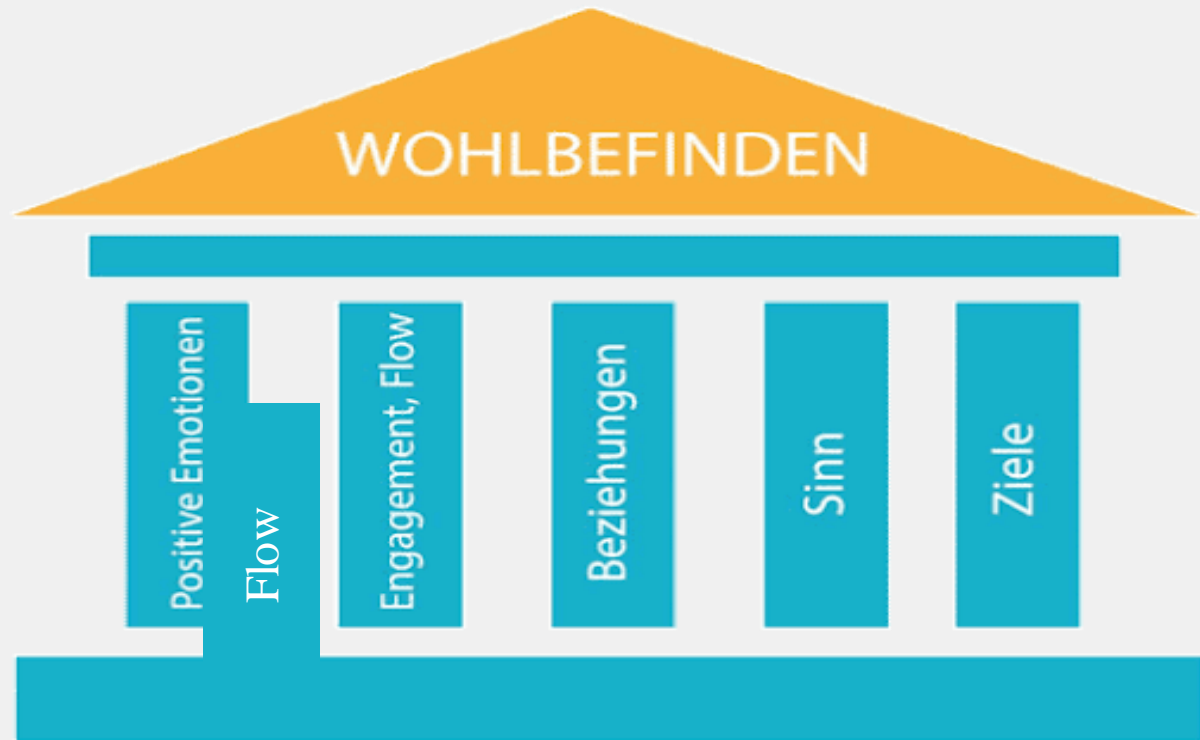 WOHLBEFINDEN
Positive Emotionen
Flow
Engagement, Flow
Beziehungen
Sinn
Ziele